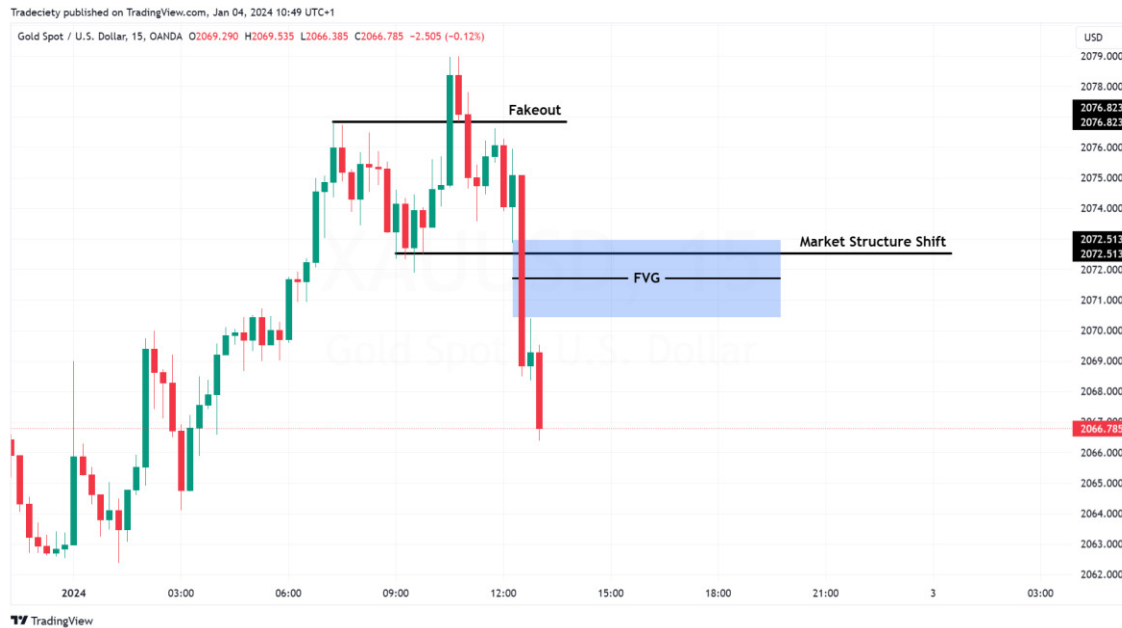 Tradeciety published on TradingView.com, Jan 04, 2024 10:49 UTC+1
Gold Spot / U.S. Dollar, 15, OANDA O2069.290 H2069.535 L2066.385 C2066.785 −2.505 (−0.12%)
USD
2079.000
2078.000
Fakeout
2076.823
2076.823
2076.000
2075.000
2074.000
Market Structure Shift
2072.513
2072.513
2072.000
FVG
2071.000
2070.000
Gold Spot / U.S. Dollar
2069.000
2068.000
2066.785
2066.000
2065.000
2064.000
2063.000
2062.000
2024 03:00 06:00 09:00 12:00 15:00 18:00 21:00 3 03:00
TradingView